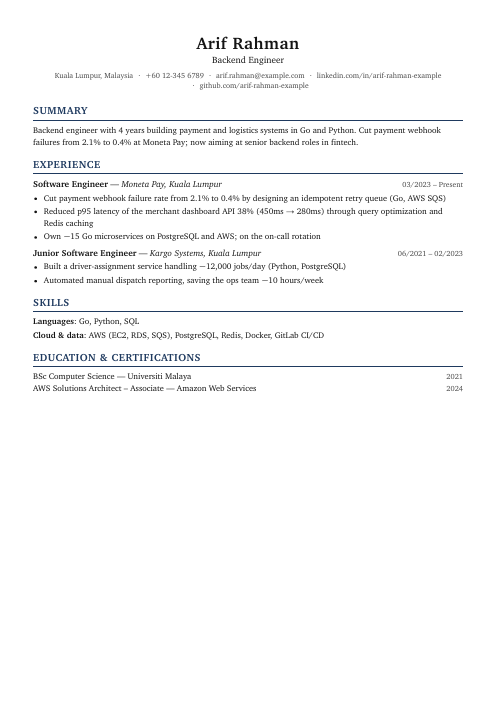 Arif Rahman
Backend Engineer
Kuala Lumpur, Malaysia · +60 12-345 6789 · arif.rahman@example.com · linkedin.com/in/arif-rahman-example
· github.com/arif-rahman-example
SUMMARY
Backend engineer with 4 years building payment and logistics systems in Go and Python. Cut payment webhook
failures from 2.1% to 0.4% at Moneta Pay; now aiming at senior backend roles in fintech.
EXPERIENCE
Software Engineer — Moneta Pay, Kuala Lumpur 03/2023 – Present
• Cut payment webhook failure rate from 2.1% to 0.4% by designing an idempotent retry queue (Go, AWS SQS)
• Reduced p95 latency of the merchant dashboard API 38% (450ms → 280ms) through query optimization and
Redis caching
• Own ~15 Go microservices on PostgreSQL and AWS; on the on-call rotation
Junior Software Engineer — Kargo Systems, Kuala Lumpur 06/2021 – 02/2023
• Built a driver-assignment service handling ~12,000 jobs/day (Python, PostgreSQL)
• Automated manual dispatch reporting, saving the ops team ~10 hours/week
SKILLS
Languages: Go, Python, SQL
Cloud & data: AWS (EC2, RDS, SQS), PostgreSQL, Redis, Docker, GitLab CI/CD
EDUCATION & CERTIFICATIONS
BSc Computer Science — Universiti Malaya 2021
AWS Solutions Architect – Associate — Amazon Web Services 2024